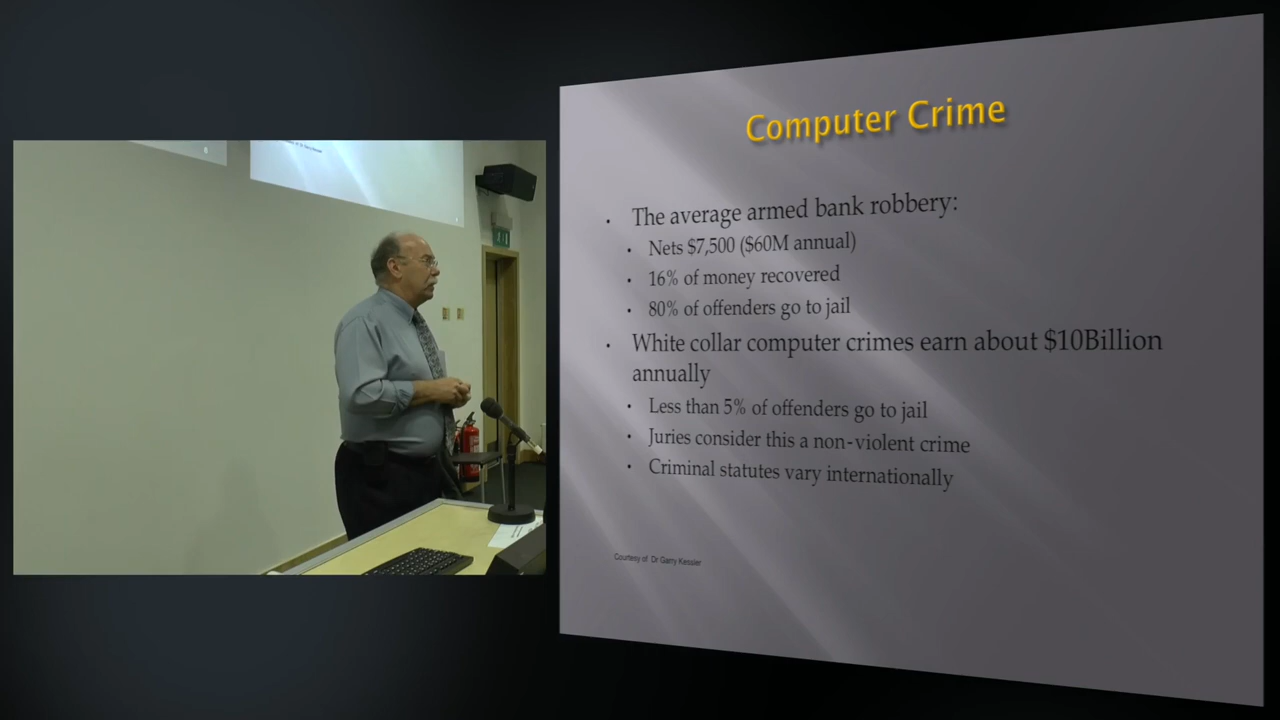 Computer Crime
The average armed bank robbery:
Nets $7,500 ($60M annual)
16% of money recovered
80% of offenders go to jail
White collar computer crimes earn about $10Billion
annually
Less than 5% of offenders go to jail
Juries consider this a non-violent crime
Criminal statutes vary internationally
Courtesy of Dr Garry Kessler